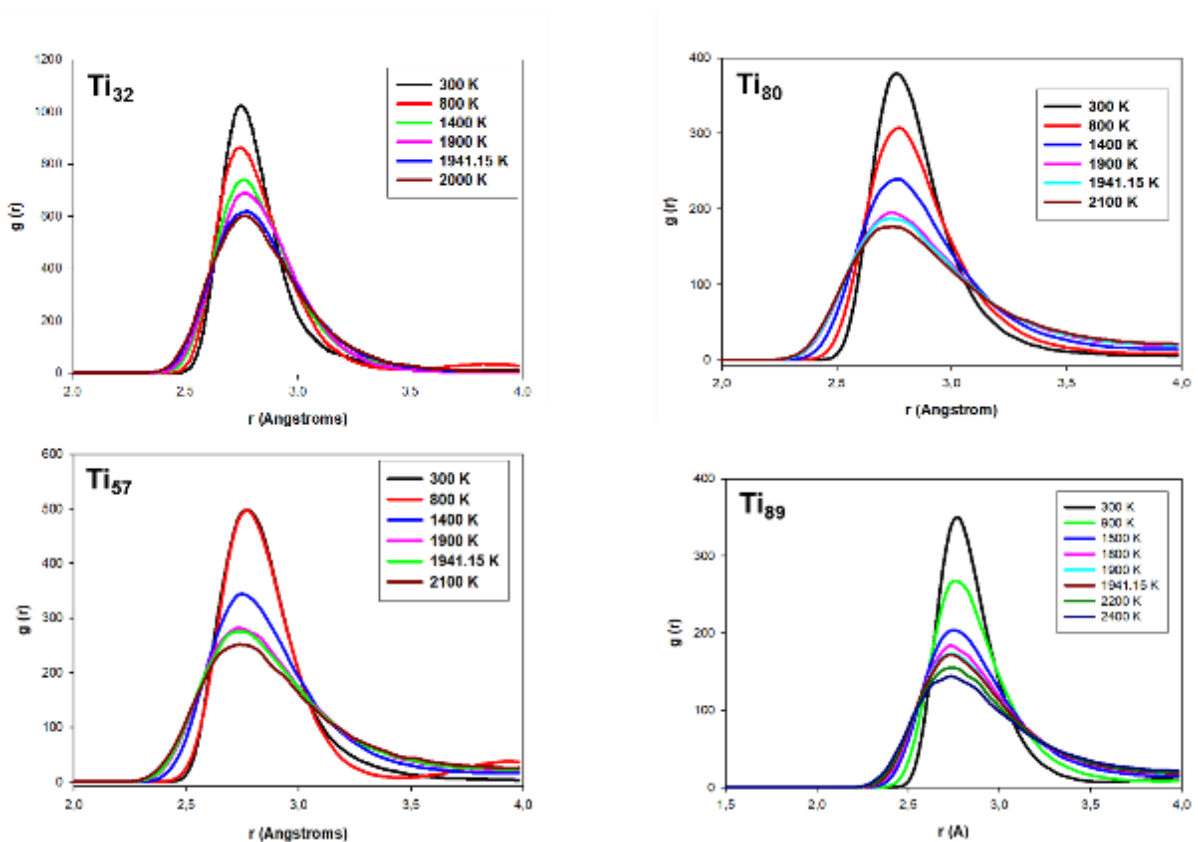 Ti32
1200
1000
800
600
400
200
0
g (r)
300 K
800 K
1400 K
1900 K
1941.15 K
2000 K
2,0
2,5
3,0
3,5
4,0
r (Angstroms)
Ti80
400
300
200
100
0
g (r)
300 K
800 K
1400 K
1900 K
1941.15 K
2100 K
2,0
2,5
3,0
3,5
4,0
r (Angstrom)
Ti57
600
500
400
300
200
100
0
g (r)
300 K
800 K
1400 K
1900 K
1941.15 K
2100 K
2,0
2,5
3,0
3,5
4,0
r (Angstroms)
Ti89
400
300
200
100
0
g (r)
300 K
1900 K
1941.15 K
2200 K
2400 K
1,5
2,0
2,5
3,0
3,5
4,0
r (A)